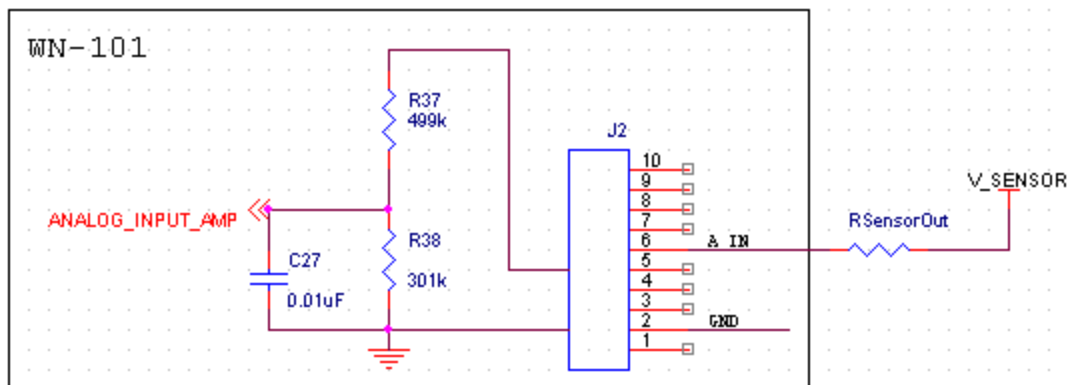 WN-101
R37
499k
J2
10
9
8
7
6
5
4
3
2
1
A IN
GND
V_SENSOR
RSensorOut
ANALOG_INPUT_AMP
R38
301k
C27
0.01uF